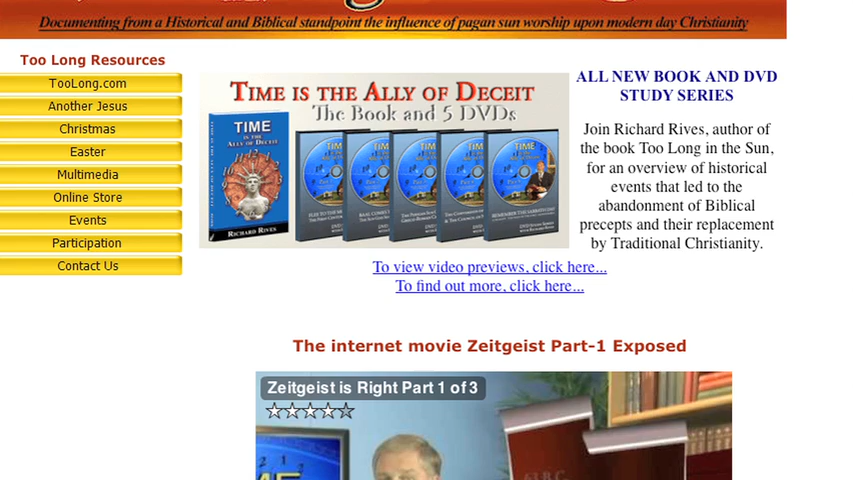 Documenting from a Historical and Biblical standpoint the influence of pagan sun worship upon modern day Christianity
Too Long Resources
TooLong.com
Another Jesus
Christmas
Easter
Multimedia
Online Store
Events
Participation
Contact Us
TIME IS THE ALLY OF DECEIT
The Book and 5 DVDs
TIME
IS THE
ALLY OF DECEIT
RICHARD RIVES
ALL NEW BOOK AND DVD
STUDY SERIES
Join Richard Rives, author of
the book Too Long in the Sun,
for an overview of historical
events that led to the
abandonment of Biblical
precepts and their replacement
by Traditional Christianity.
To view video previews, click here...
To find out more, click here...
The internet movie Zeitgeist Part-1 Exposed
Zeitgeist is Right Part 1 of 3